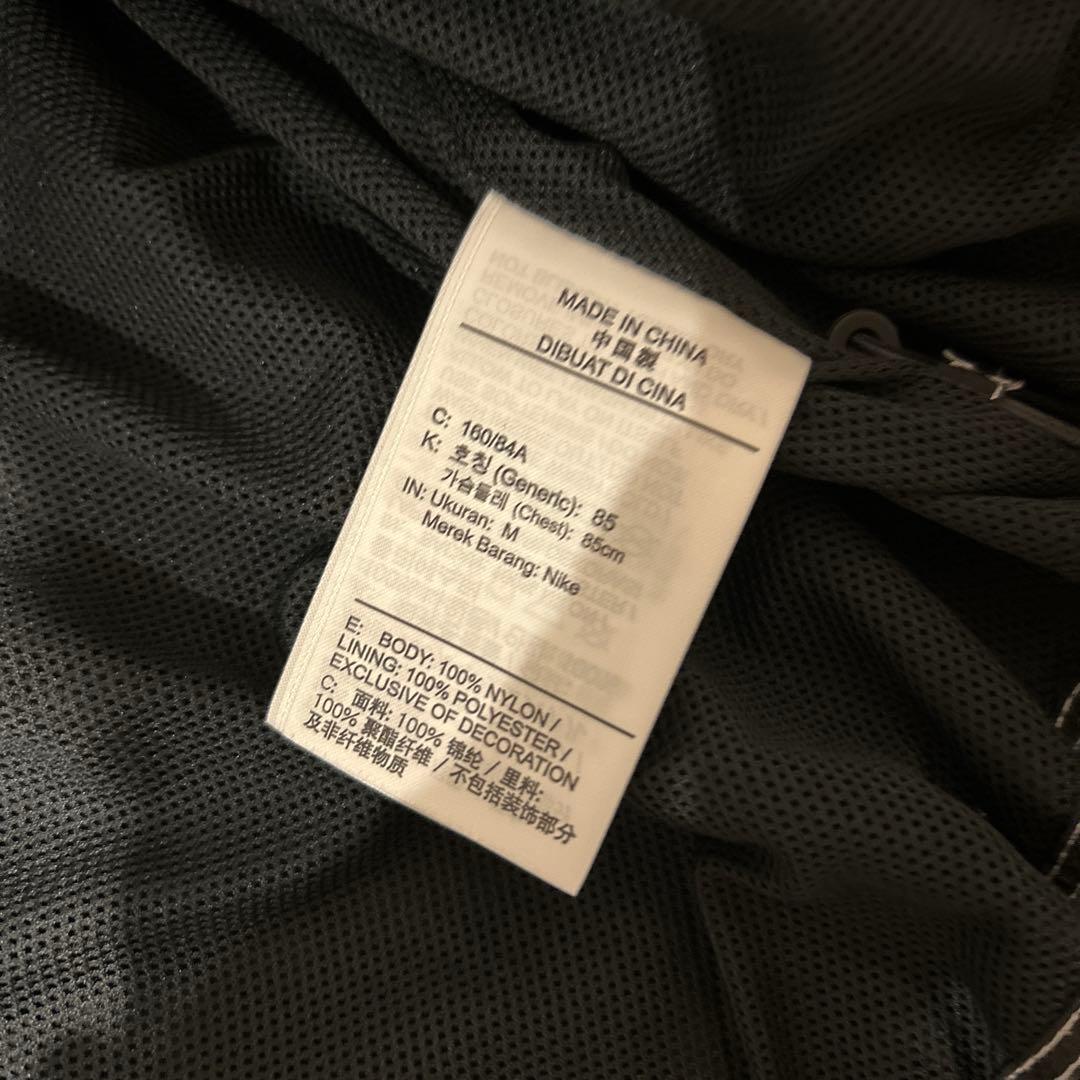 MADE IN CHINA
中国製
DIBUAT DI CINA
C: 160/84A
K: 호칭 (Generic): 85
가슴둘레 (Chest): 85cm
IN: Ukuran: M
Merek Barang: Nike
E: BODY: 100% NYLON /
LINING: 100% POLYESTER /
EXCLUSIVE OF DECORATION
C: 面料: 100% 锦纶 / 里料:
100% 聚酯纤维 / 不包括装饰部分
及非纤维物质